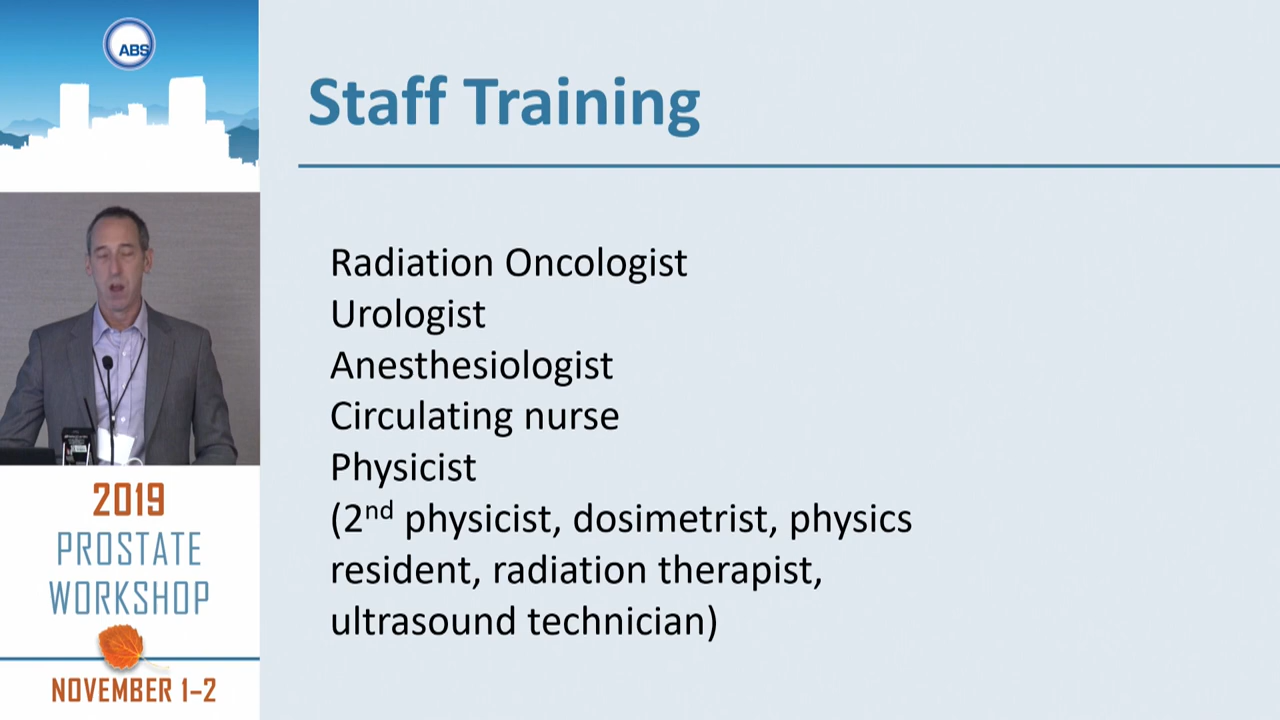 ABS
Staff Training
Radiation Oncologist
Urologist
Anesthesiologist
Circulating nurse
Physicist
(2nd physicist, dosimetrist, physics
resident, radiation therapist,
ultrasound technician)
2019
PROSTATE
WORKSHOP
NOVEMBER 1–2